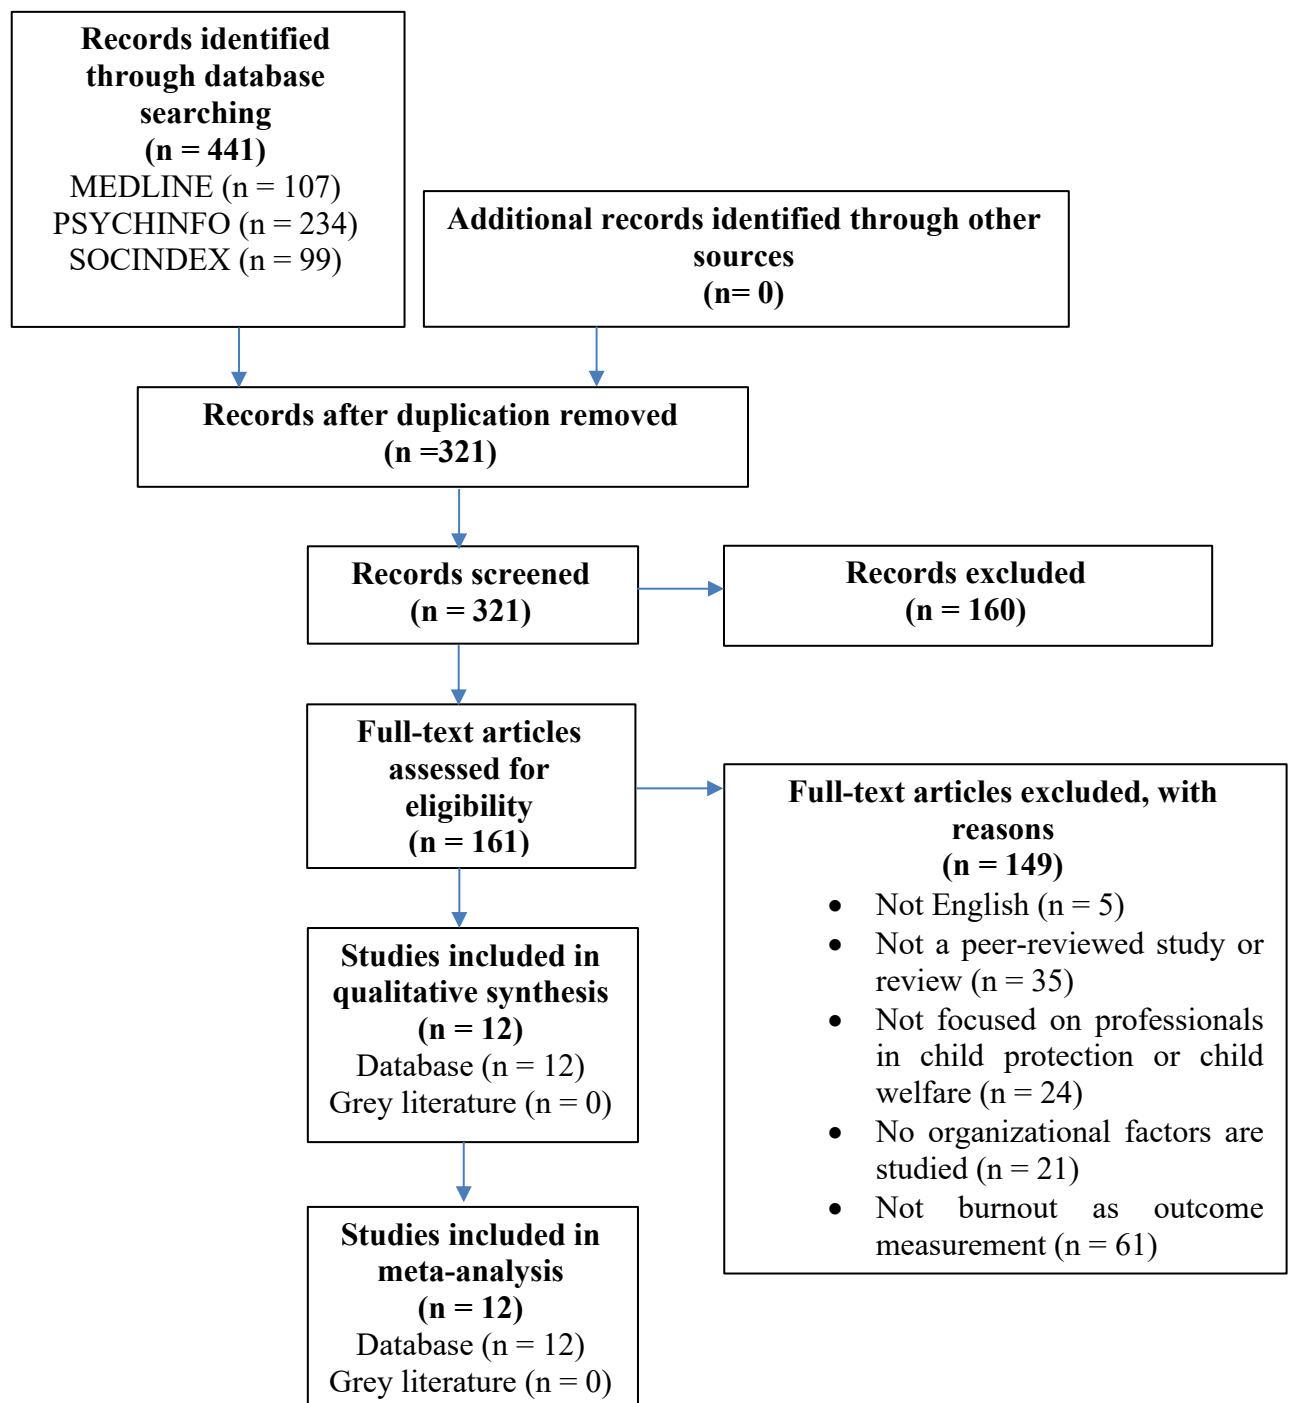 Records identified
through database
searching
(n = 441)
MEDLINE (n = 107)
PSYCHINFO (n = 234)
SOCINDEX (n = 99)
Additional records identified through other
sources
(n= 0)
Records after duplication removed
(n =321)
Records screened
(n = 321)
Records excluded
(n = 160)
Full-text articles
assessed for
eligibility
(n = 161)
Full-text articles excluded, with
reasons
(n = 149)
• Not English (n = 5)
• Not a peer-reviewed study or
review (n = 35)
• Not focused on professionals
in child protection or child
welfare (n = 24)
• No organizational factors are
studied (n = 21)
• Not burnout as outcome
measurement (n = 61)
Studies included in
qualitative synthesis
(n = 12)
Database (n = 12)
Grey literature (n = 0)
Studies included in
meta-analysis
(n = 12)
Database (n = 12)
Grey literature (n = 0)